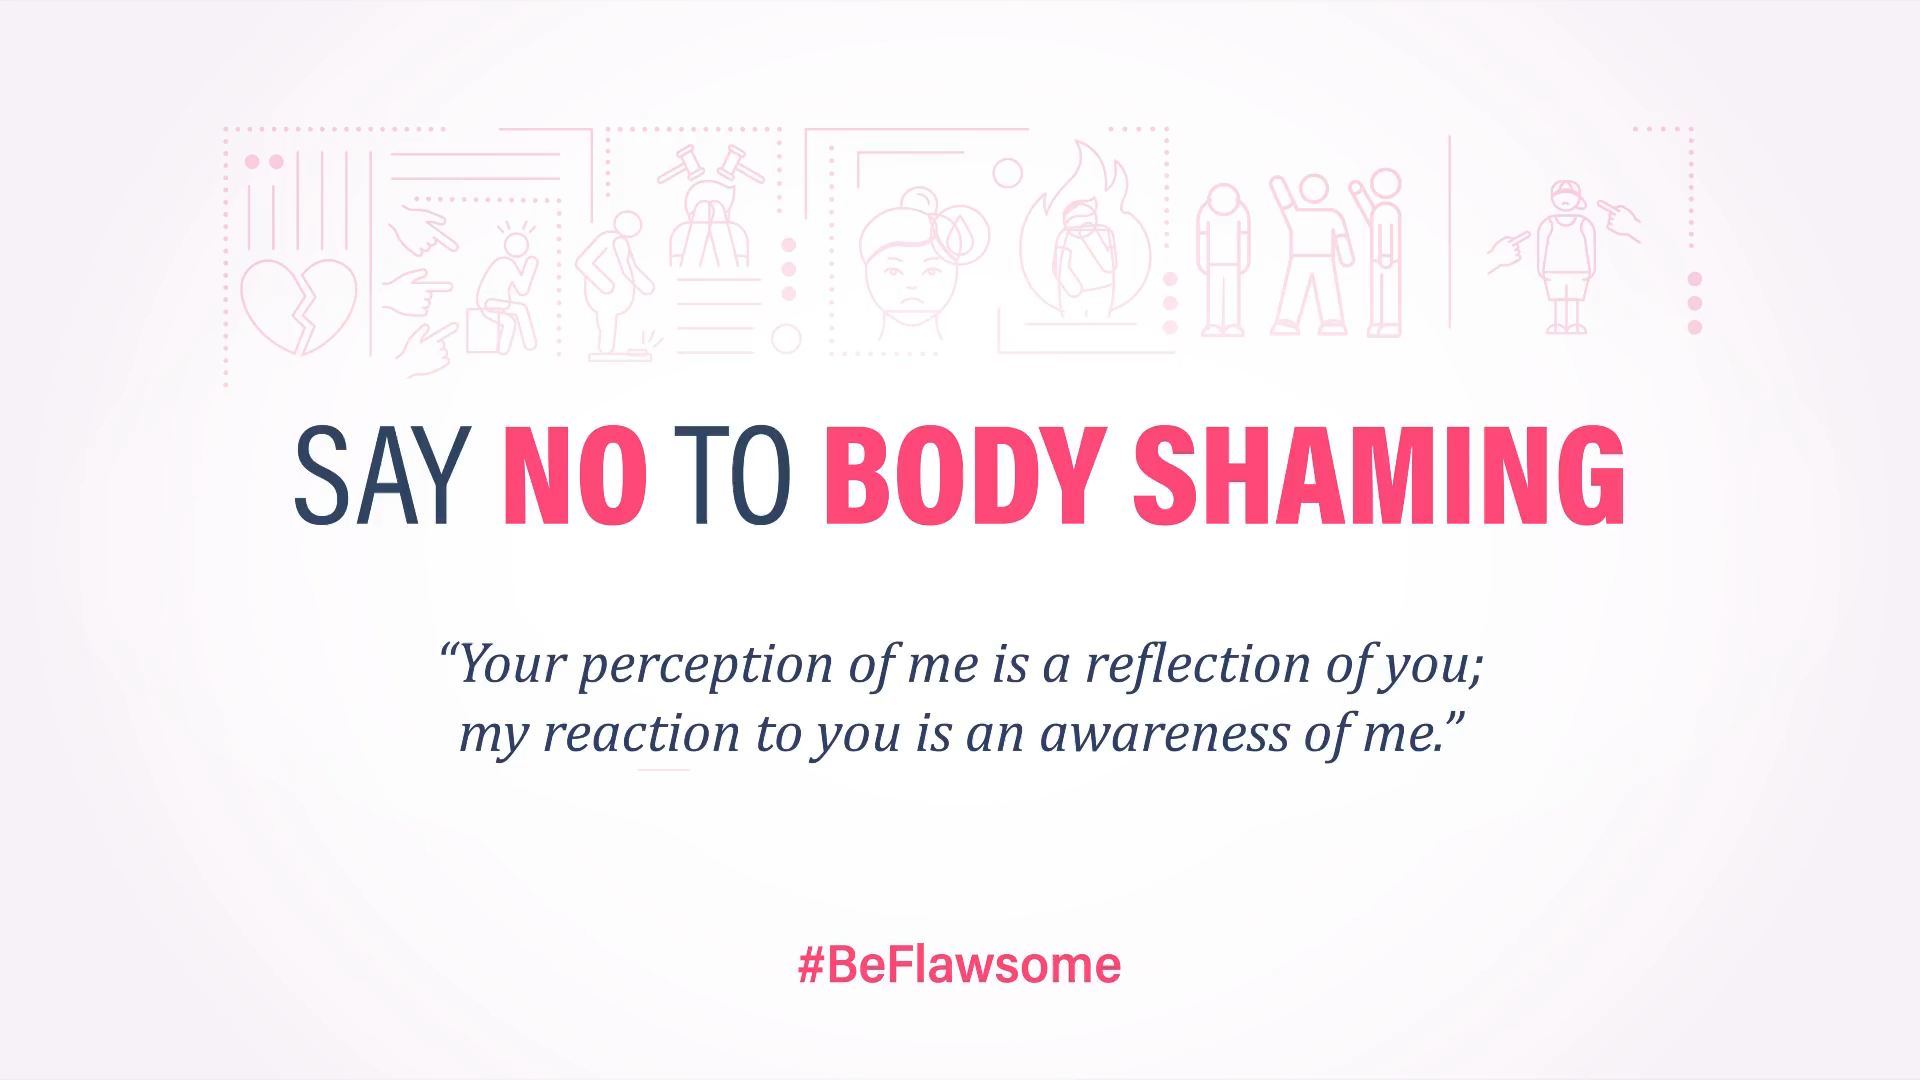 SAY NO TO BODY SHAMING
“Your perception of me is a reflection of you;
my reaction to you is an awareness of me.”
#BeFlawsome